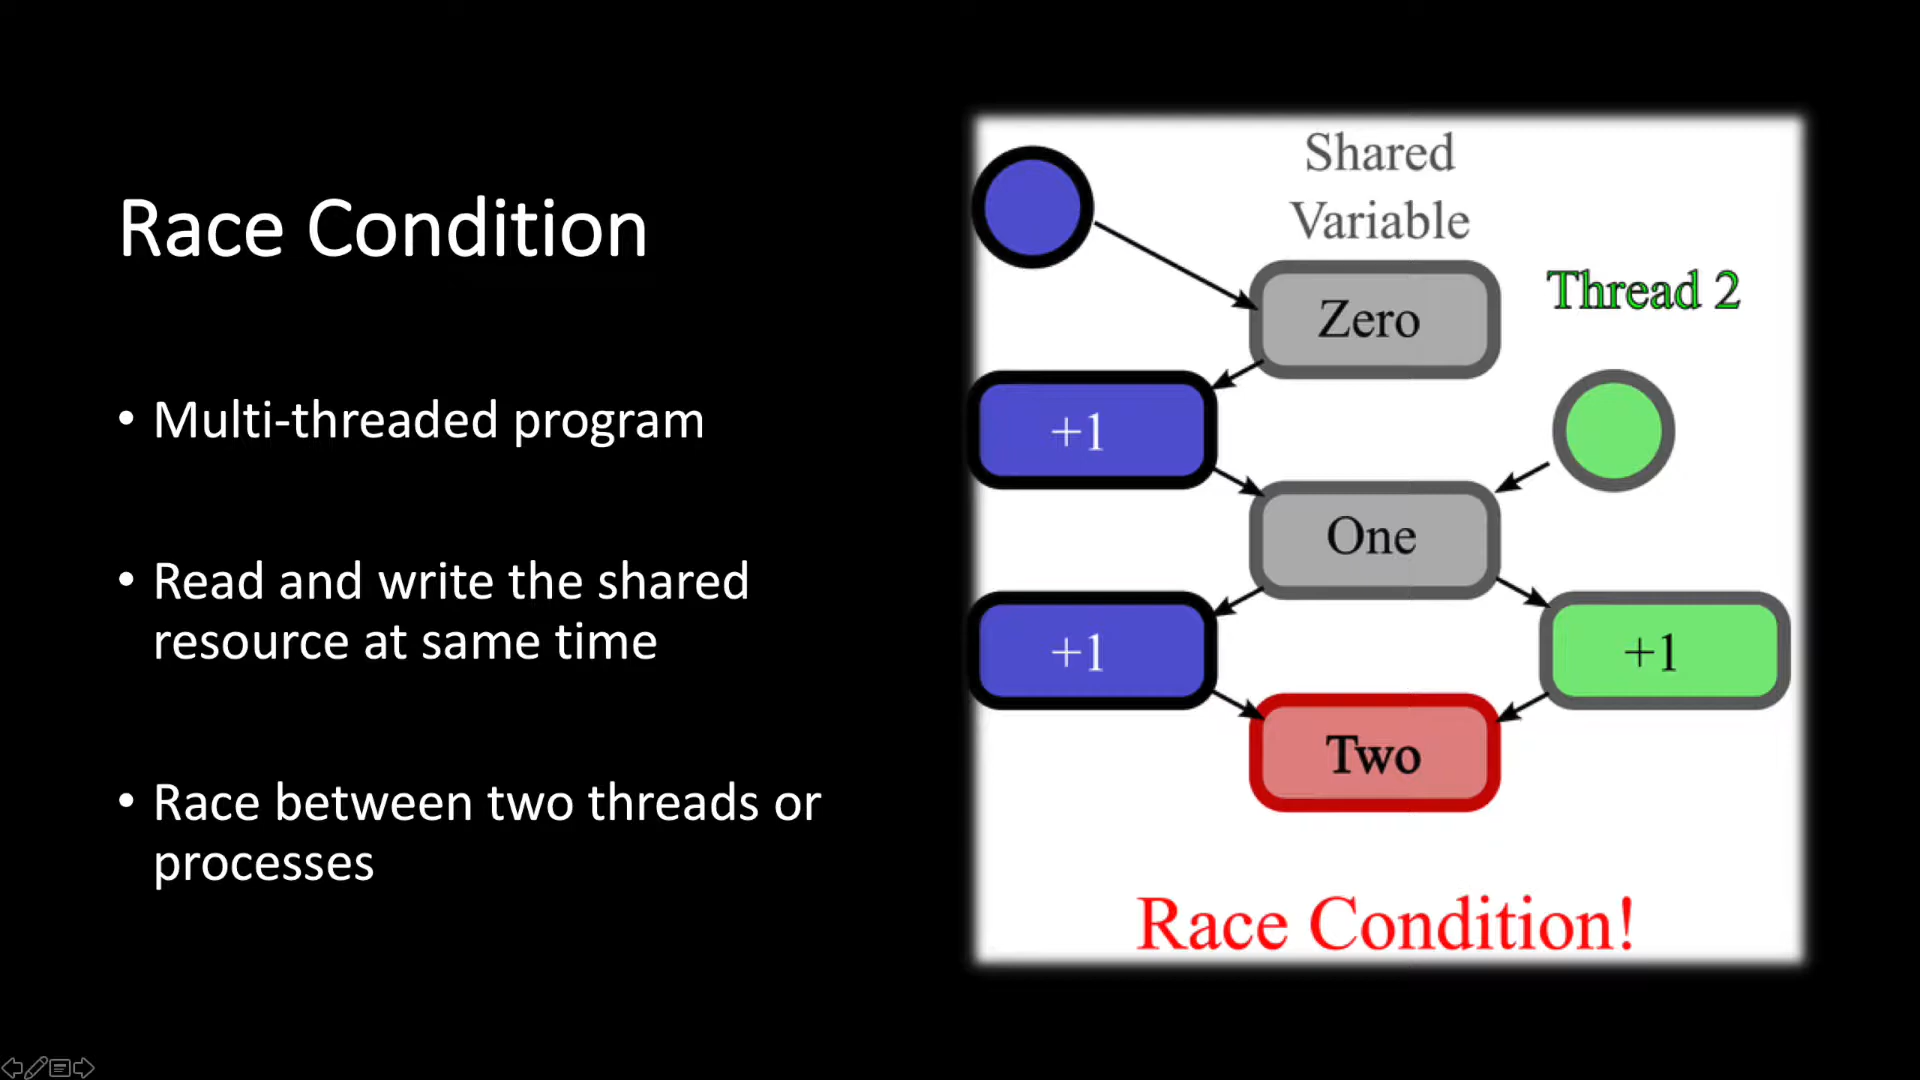 Race Condition
• Multi-threaded program
• Read and write the shared
resource at same time
• Race between two threads or
processes
Shared
Variable
Zero
Thread 2
+1
One
+1
+1
Two
Race Condition!